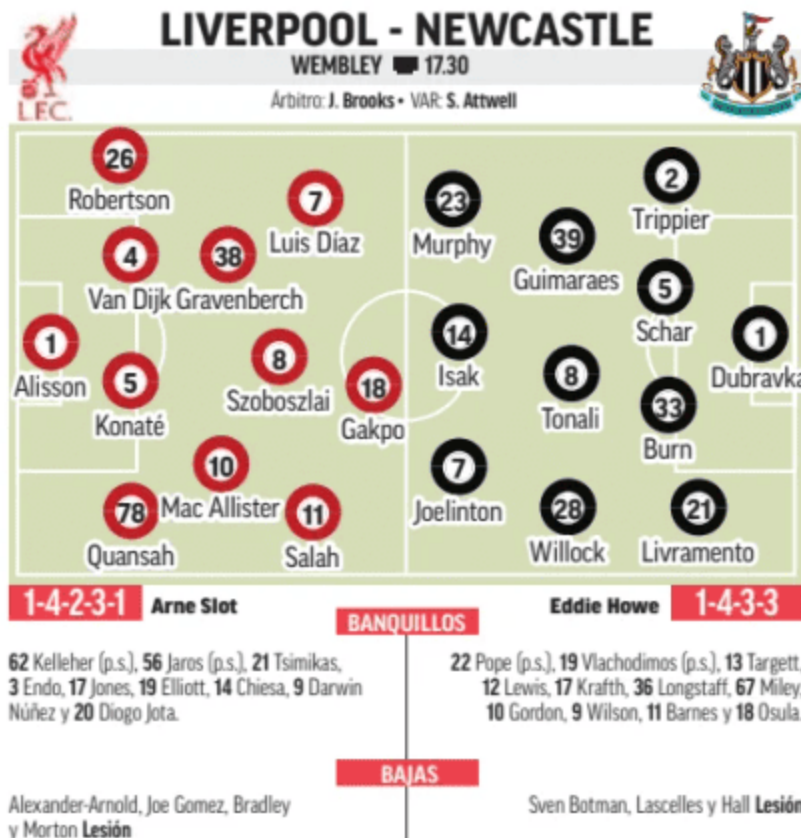 LIVERPOOL - NEWCASTLE
WEMBLEY 17.30
Árbitro: J. Brooks • VAR: S. Attwell
L.F.C.
26
Robertson
7
Luis Díaz
4
Van Dijk
38
Gravenberch
1
Alisson
5
Konaté
8
Szoboszlai
18
Gakpo
10
Mac Allister
78
Quansah
11
Salah
23
Murphy
39
Guimaraes
2
Trippier
14
Isak
5
Schar
1
Dubravka
8
Tonali
33
Burn
7
Joelinton
28
Willock
21
Livramento
1-4-2-3-1 Arne Slot
Eddie Howe 1-4-3-3
BANQUILLOS
62 Kelleher (p.s.), 56 Jaros (p.s.), 21 Tsimikas,
3 Endo, 17 Jones, 19 Elliott, 14 Chiesa, 9 Darwin
Núñez y 20 Diogo Jota.
22 Pope (p.s.), 19 Vlachodimos (p.s.), 13 Targett,
12 Lewis, 17 Krafth, 36 Longstaff, 67 Miley,
10 Gordon, 9 Wilson, 11 Barnes y 18 Osula.
BAJAS
Alexander-Arnold, Joe Gomez, Bradley
y Morton Lesión
Sven Botman, Lascelles y Hall Lesión